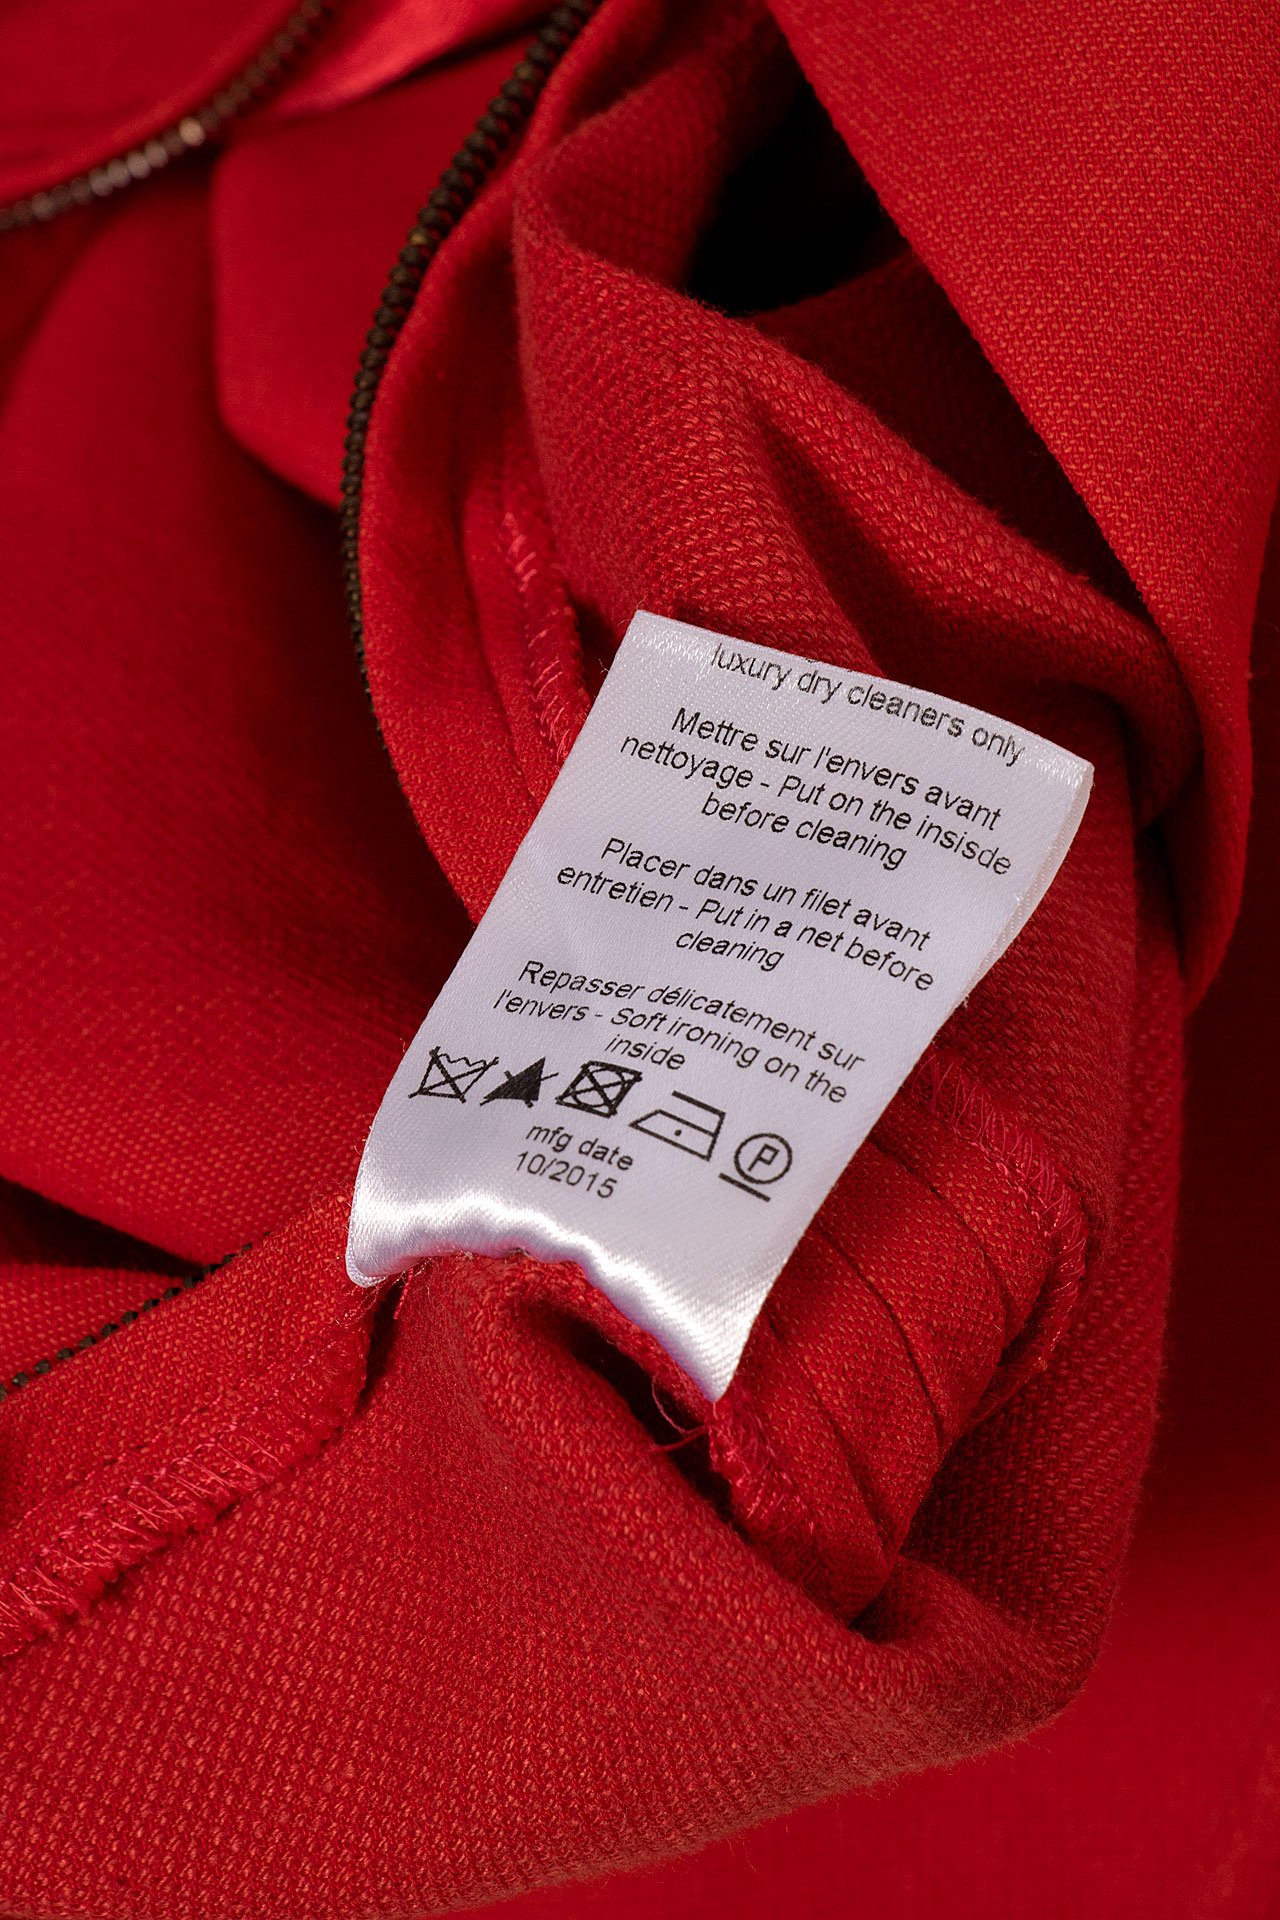 luxury dry cleaners only
Mettre sur l'envers avant
nettoyage - Put on the insisde
before cleaning
Placer dans un filet avant
entretien - Put in a net before
cleaning
Repasser délicatement sur
l'envers - Soft ironing on the
inside
P
mfg date
10/2015